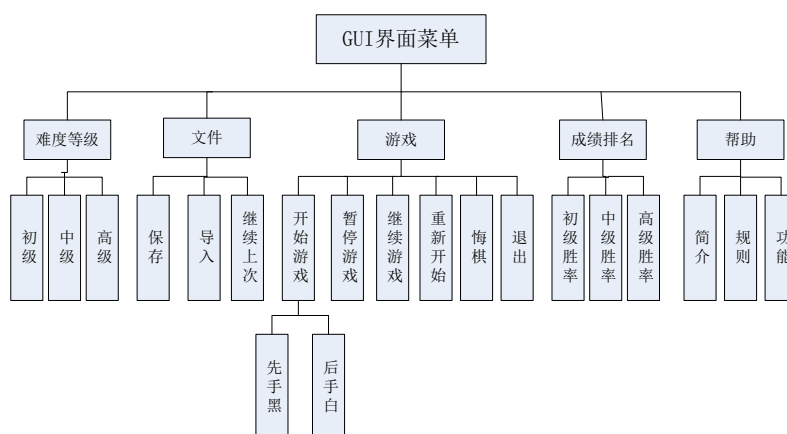 GUI界面菜单
难度等级
文件
游戏
成绩排名
帮助
初级
中级
高级
保存
导入
继续上次
开始游戏
暂停游戏
继续游戏
重新开始
悔棋
退出
初级胜率
中级胜率
高级胜率
简介
规则
功能
先手黑
后手白